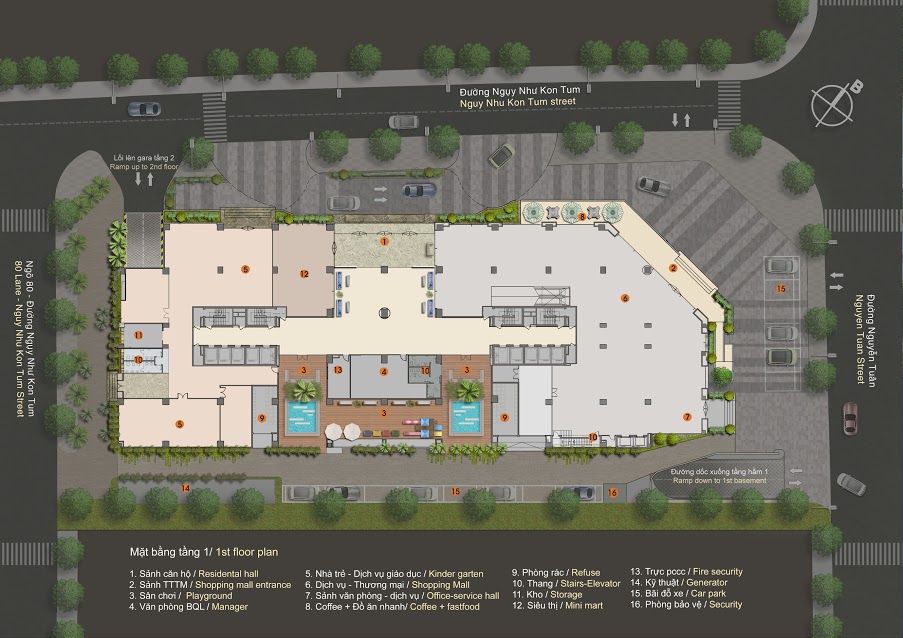 Đường Ngụy Như Kon Tum
Nguy Nhu Kon Tum street
B
Lối lên gara tầng 2
Ramp up to 2nd floor
1
8
5
12
2
6
15
Ngõ 80 - Đường Ngụy Như Kon Tum
80 Lane - Nguy Nhu Kon Tum Street
Đường Nguyễn Tuân
Nguyen Tuan Street
11
10
3
13
4
10
3
3
5
9
9
7
10
Đường dốc xuống tầng hầm 1
Ramp down to 1st basement
14
15
16
Mặt bằng tầng 1/ 1st floor plan
1. Sảnh căn hộ / Residental hall
2. Sảnh TTTM / Shopping mall entrance
3. Sân chơi / Playground
4. Văn phòng BQL / Manager
5. Nhà trẻ - Dịch vụ giáo dục / Kinder garten
6. Dịch vụ - Thương mại / Shopping Mall
7. Sảnh văn phòng - dịch vụ / Office-service hall
8. Coffee + Đồ ăn nhanh/ Coffee + fastfood
9. Phòng rác / Refuse
10. Thang / Stairs-Elevator
11. Kho / Storage
12. Siêu thị / Mini mart
13. Trực pccc / Fire security
14. Kỹ thuật / Generator
15. Bãi đỗ xe / Car park
16. Phòng bảo vệ / Security